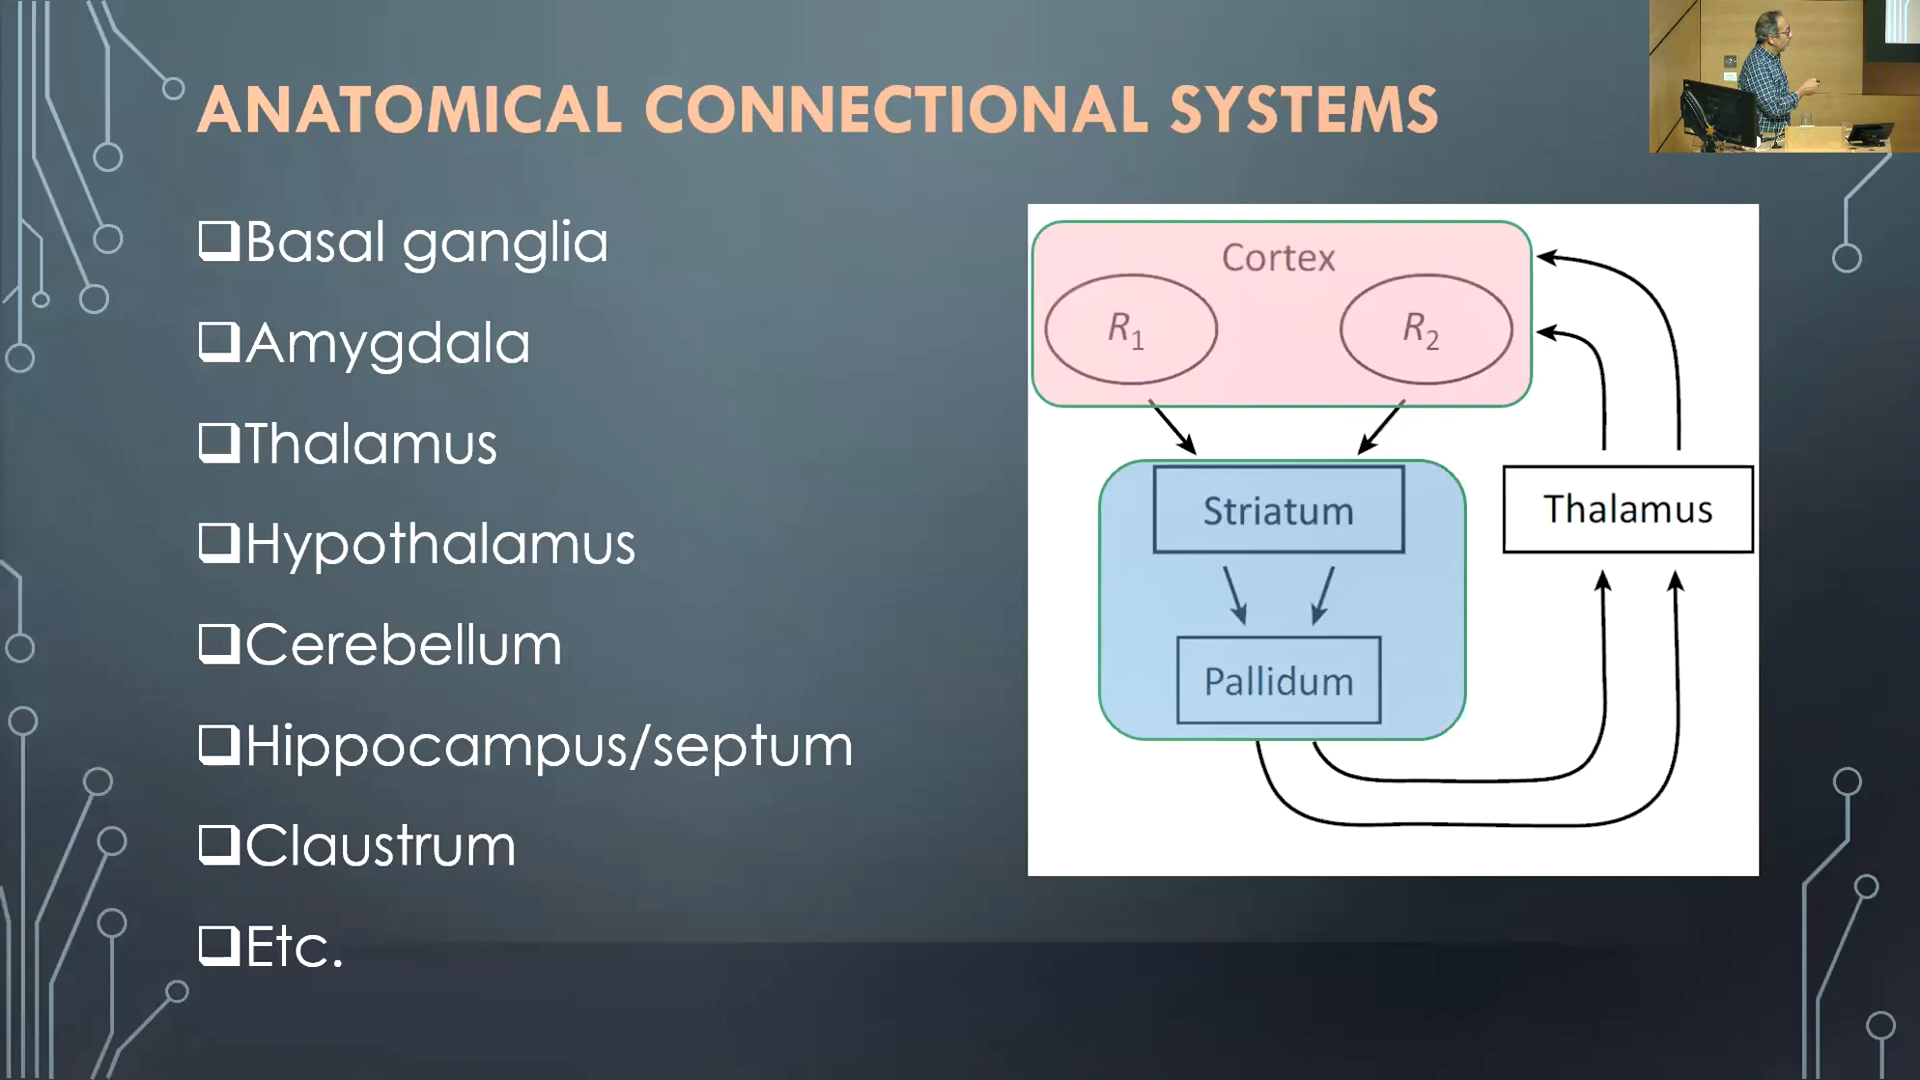 ANATOMICAL CONNECTIONAL SYSTEMS
Basal ganglia
Amygdala
Thalamus
Hypothalamus
Cerebellum
Hippocampus/septum
Claustrum
Etc.
Cortex
R1
R2
Striatum
Thalamus
Pallidum